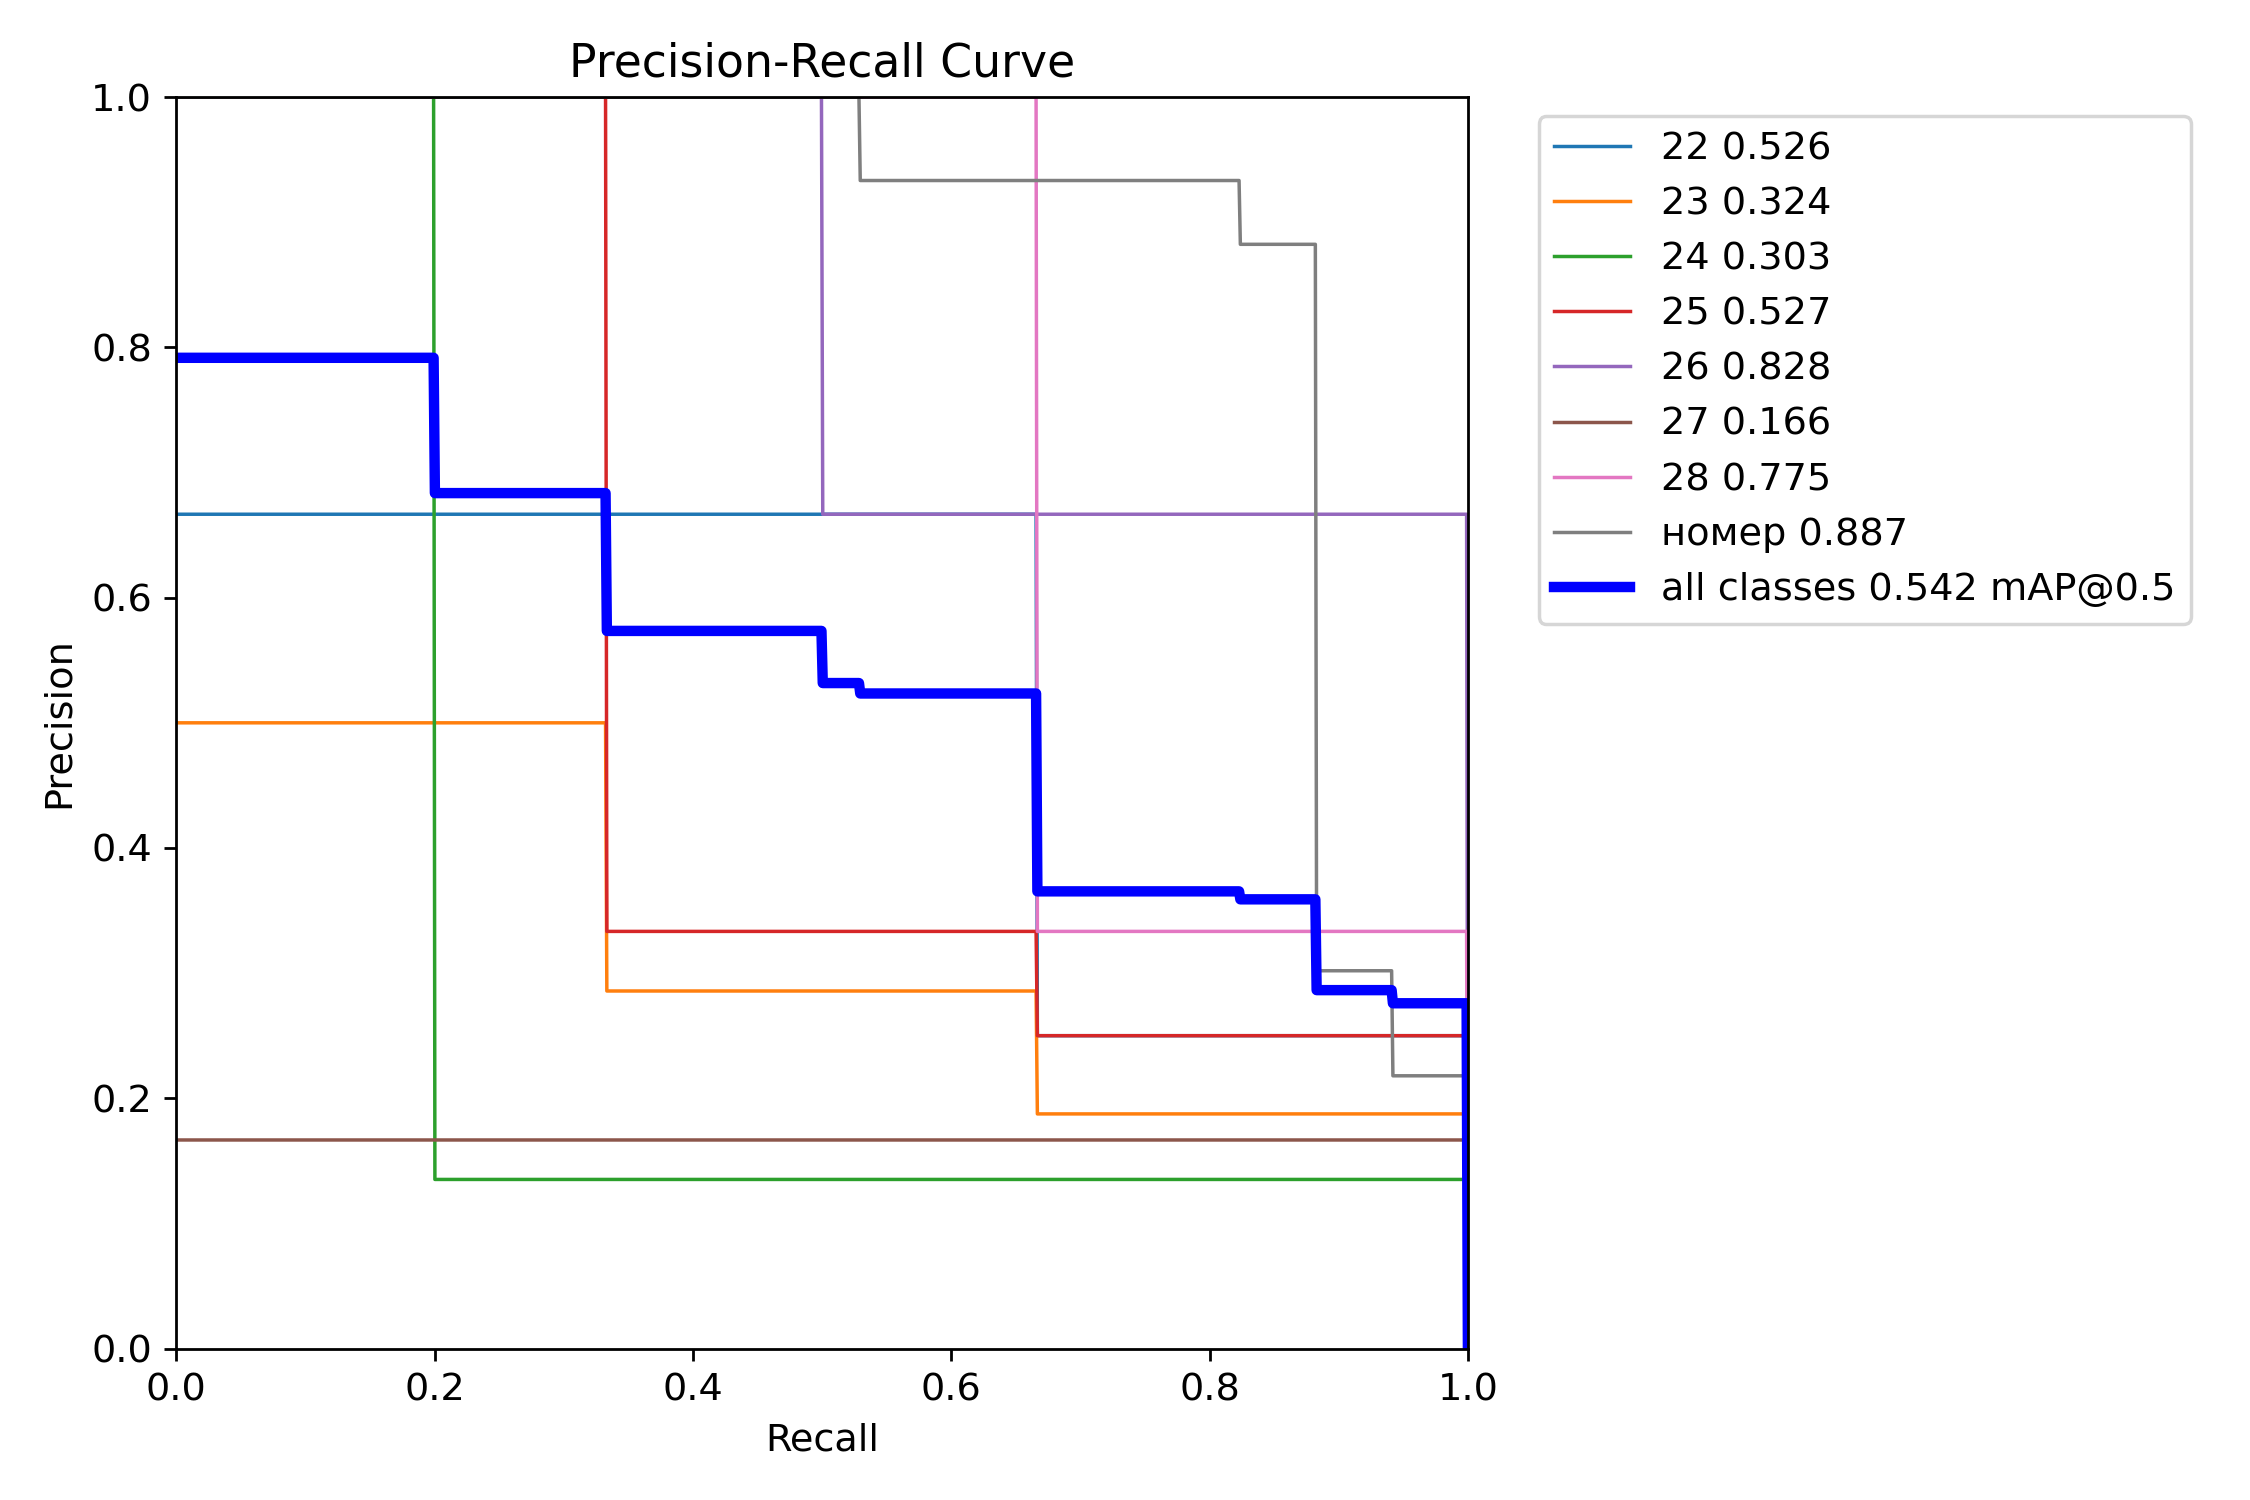 Precision-Recall Curve
1.0
0.8
0.6
0.4
0.2
0.0
Precision
0.0 0.2 0.4 0.6 0.8 1.0
Recall
22 0.526
23 0.324
24 0.303
25 0.527
26 0.828
27 0.166
28 0.775
номер 0.887
all classes 0.542 mAP@0.5